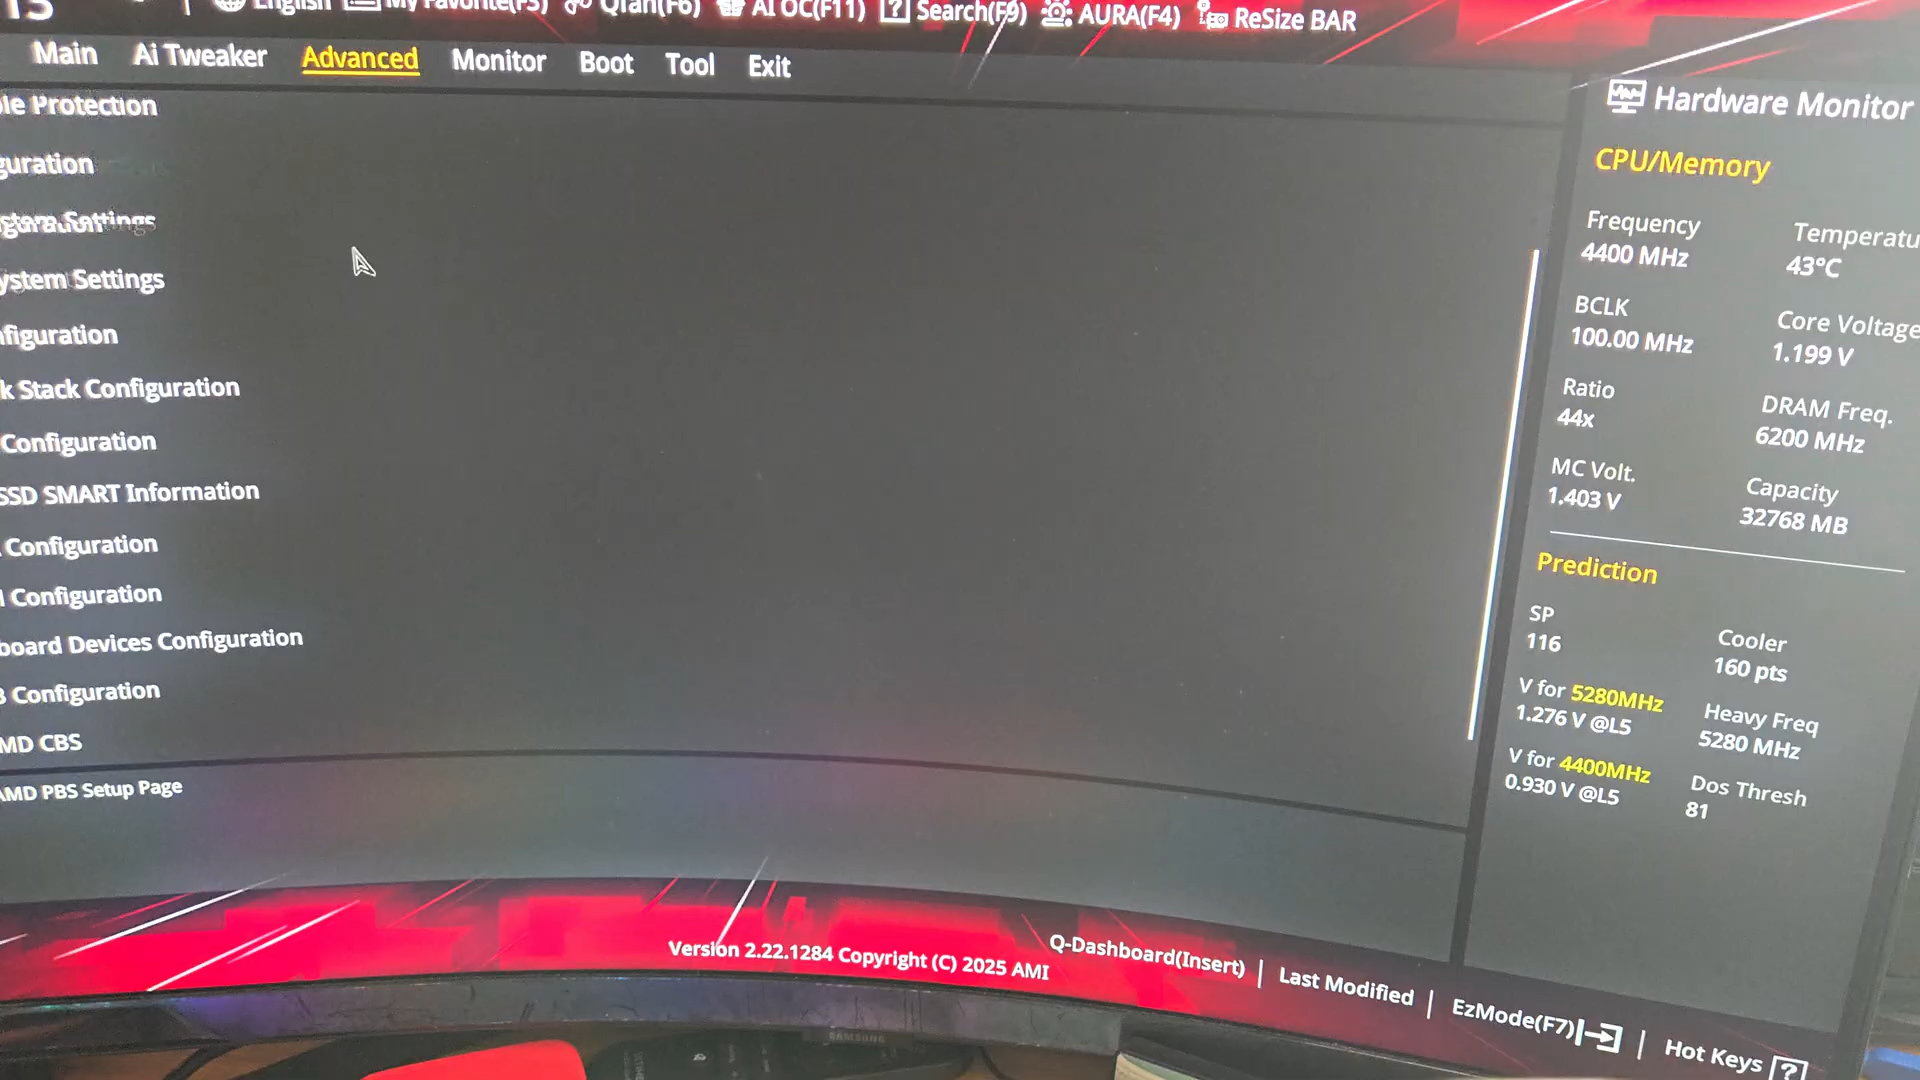 English My Favorite(F3) Qfan(F6) AI OC(F11) Search(F9) AURA(F4) ReSize BAR
Main Ai Tweaker Advanced Monitor Boot Tool Exit
Protection
Settings
ystem Settings
nfiguration
k Stack Configuration
Configuration
SSD SMART Information
Configuration
Configuration
board Devices Configuration
Configuration
MD CBS
AMD PBS Setup Page
Hardware Monitor
CPU/Memory
Frequency
4400 MHz
Temperatu
43°C
BCLK
100.00 MHz
Core Voltage
1.199 V
Ratio
44x
DRAM Freq.
6200 MHz
MC Volt.
1.403 V
Capacity
32768 MB
Prediction
SP
116
Cooler
160 pts
V for 5280MHz
1.276 V @L5
Heavy Freq
5280 MHz
V for 4400MHz
0.930 V @L5
Dos Thresh
81
Version 2.22.1284 Copyright (C) 2025 AMI
Q-Dashboard(Insert) | Last Modified | EzMode(F7) | Hot Keys ?
SAMSUNG